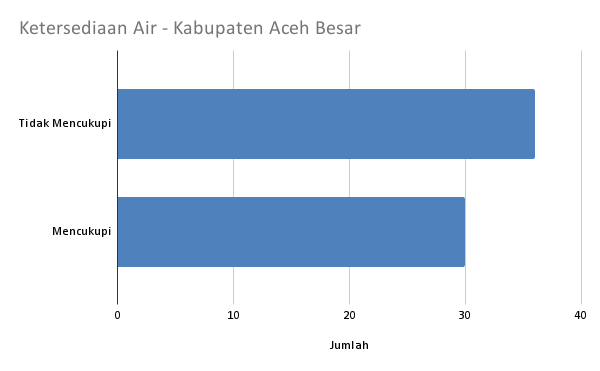 Ketersediaan Air - Kabupaten Aceh Besar
Tidak Mencukupi
Mencukupi
0 10 20 30 40
Jumlah